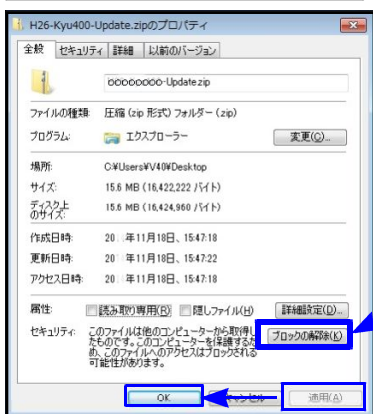 H26-Kyu400-Update.zipのプロパティ
全般 セキュリティ 詳細 以前のバージョン
oooooooo-Update.zip
ファイルの種類: 圧縮 (zip 形式) フォルダー (zip)
プログラム: エクスプローラー 変更(C)...
場所: C:¥Users¥V40¥Desktop
サイズ: 15.6 MB (16,422,222 バイト)
ディスク上
のサイズ: 15.6 MB (16,424,960 バイト)
作成日時: 20 年11月18日、15:47:18
更新日時: 20 年11月18日、15:47:22
アクセス日時: 20 年11月18日、15:47:18
属性: 読み取り専用(R) 隠しファイル(H) 詳細設定(D)...
セキュリティ: このファイルは他のコンピューターから取得し
たものです。このコンピューターを保護するた
め、このファイルへのアクセスはブロックされる
可能性があります。
ブロックの解除(K)
OK 適用(A)